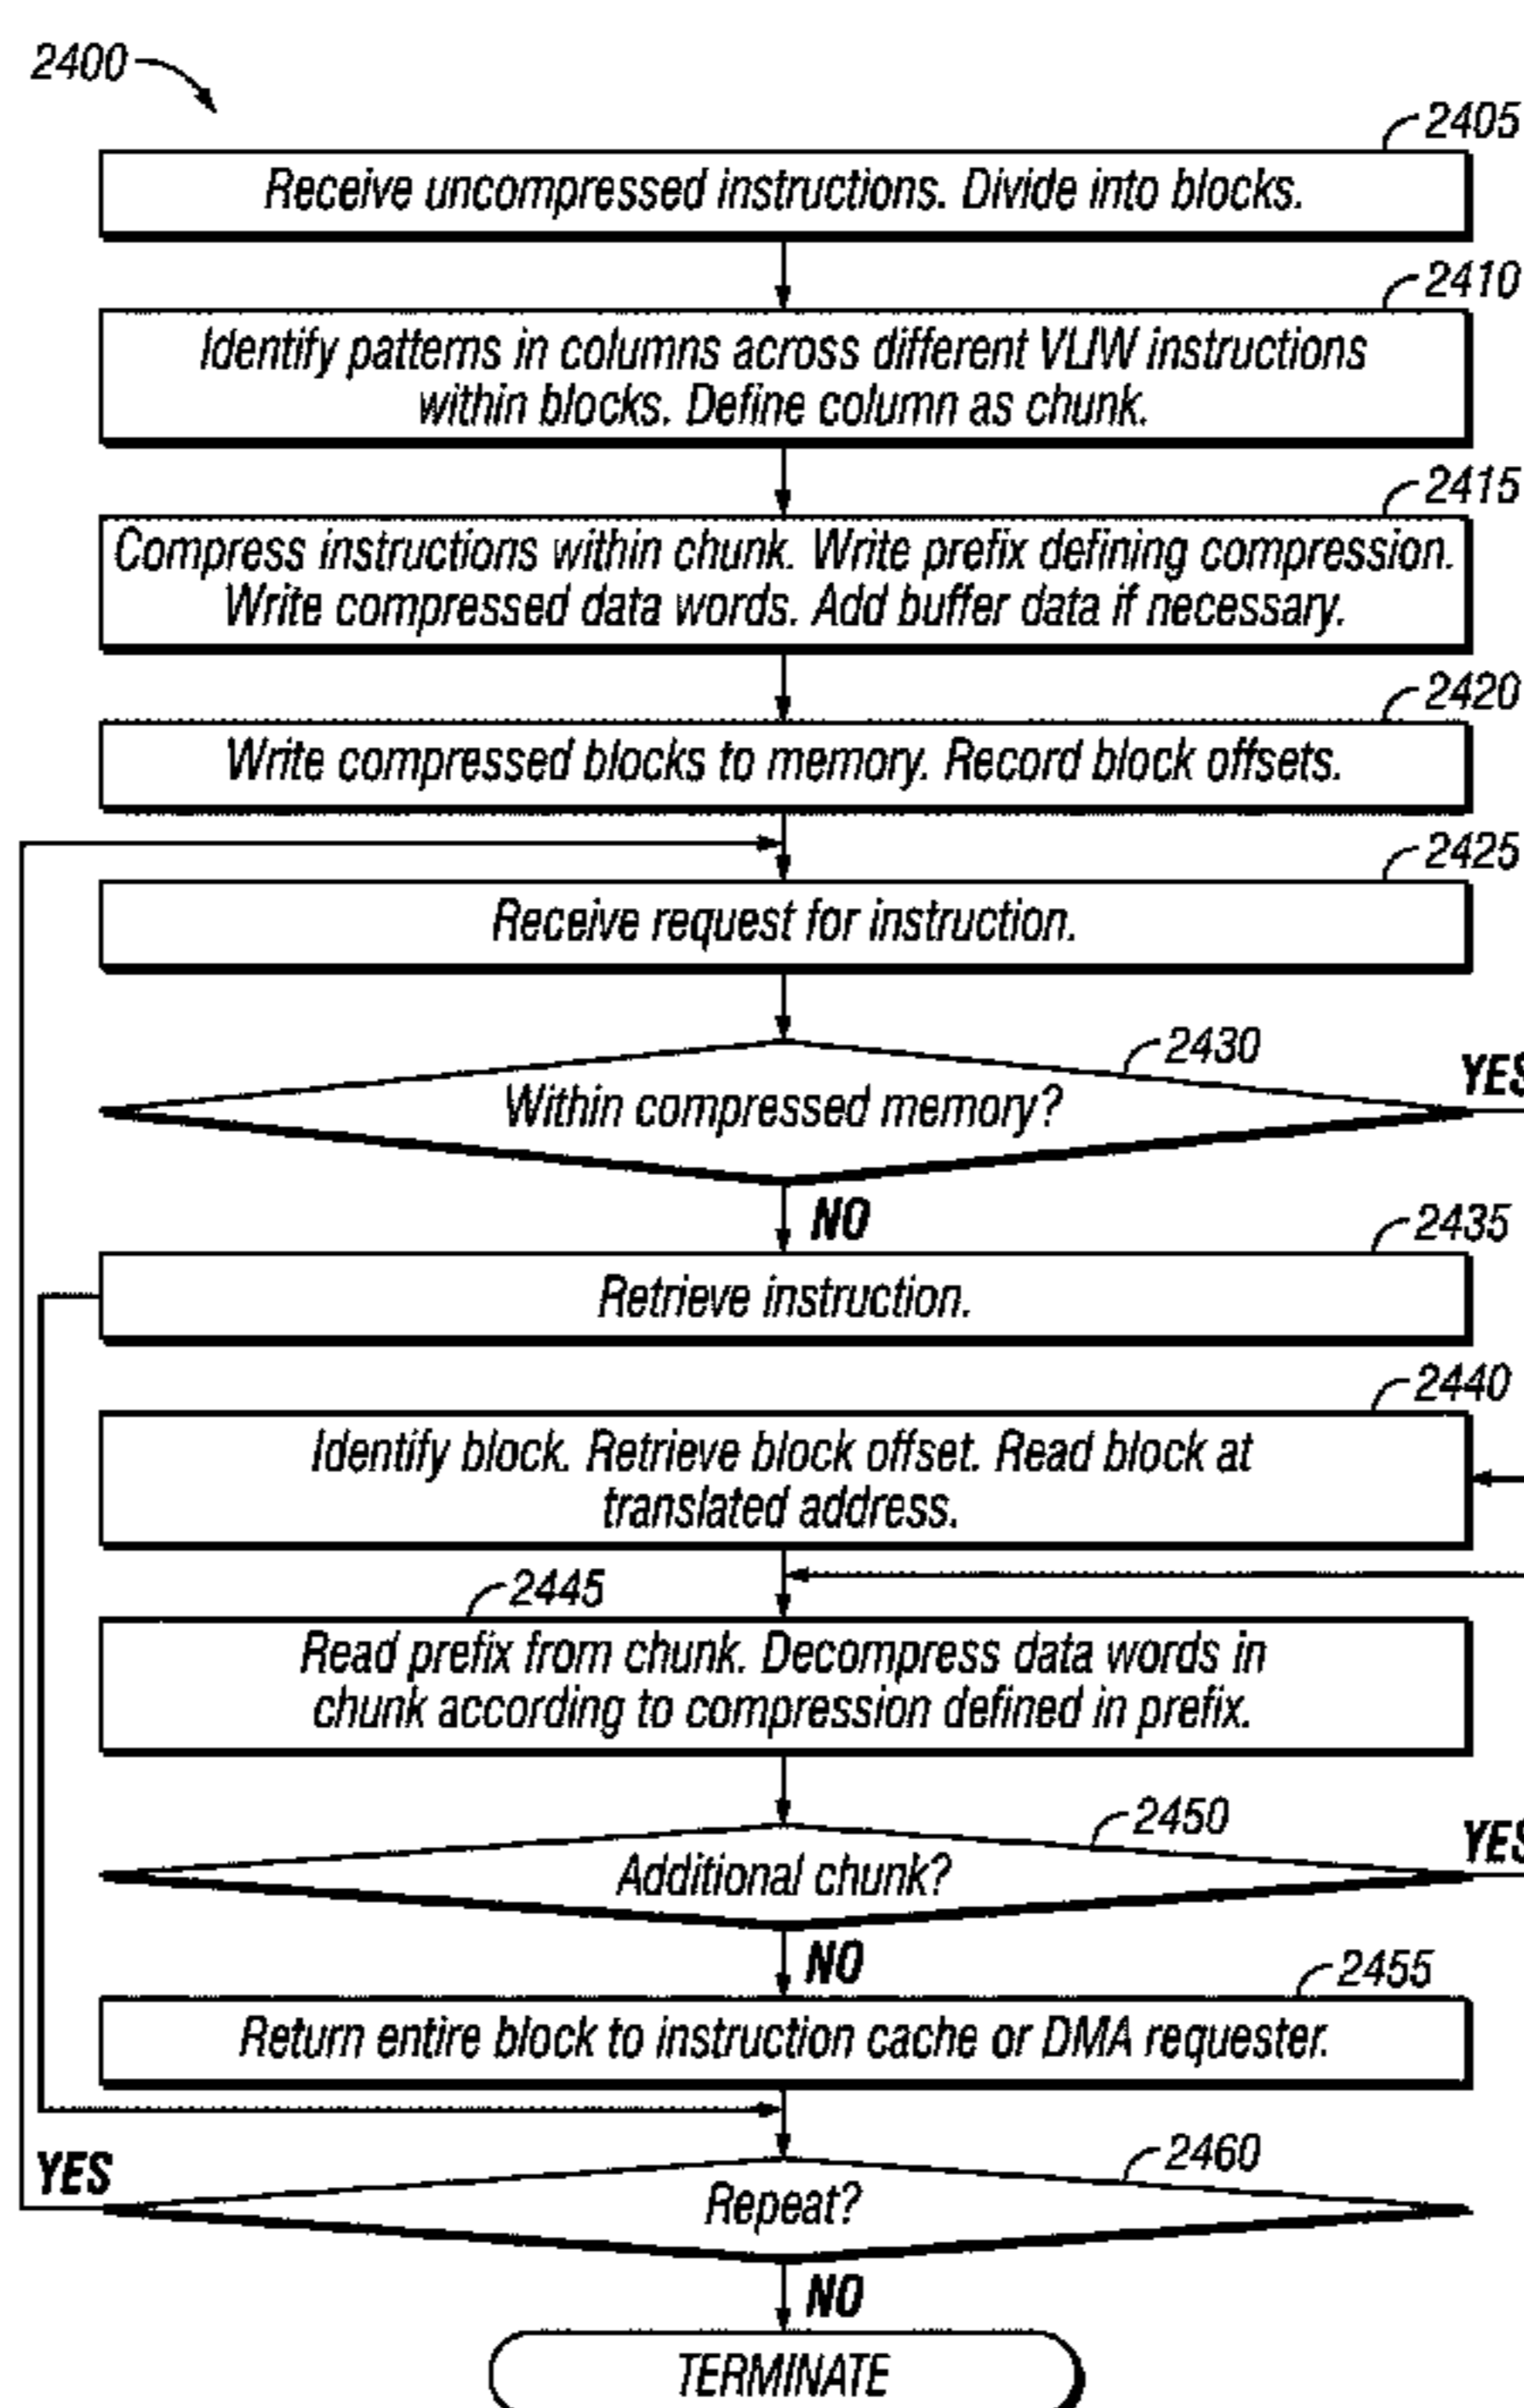 2400
2405
Receive uncompressed instructions. Divide into blocks.
2410
Identify patterns in columns across different VLIW instructions
within blocks. Define column as chunk.
2415
Compress instructions within chunk. Write prefix defining compression.
Write compressed data words. Add buffer data if necessary.
2420
Write compressed blocks to memory. Record block offsets.
2425
Receive request for instruction.
2430
YES
Within compressed memory?
NO
2435
Retrieve instruction.
2440
Identify block. Retrieve block offset. Read block at
translated address.
2445
Read prefix from chunk. Decompress data words in
chunk according to compression defined in prefix.
2450
YES
Additional chunk?
NO
2455
Return entire block to instruction cache or DMA requester.
2460
YES
Repeat?
NO
TERMINATE